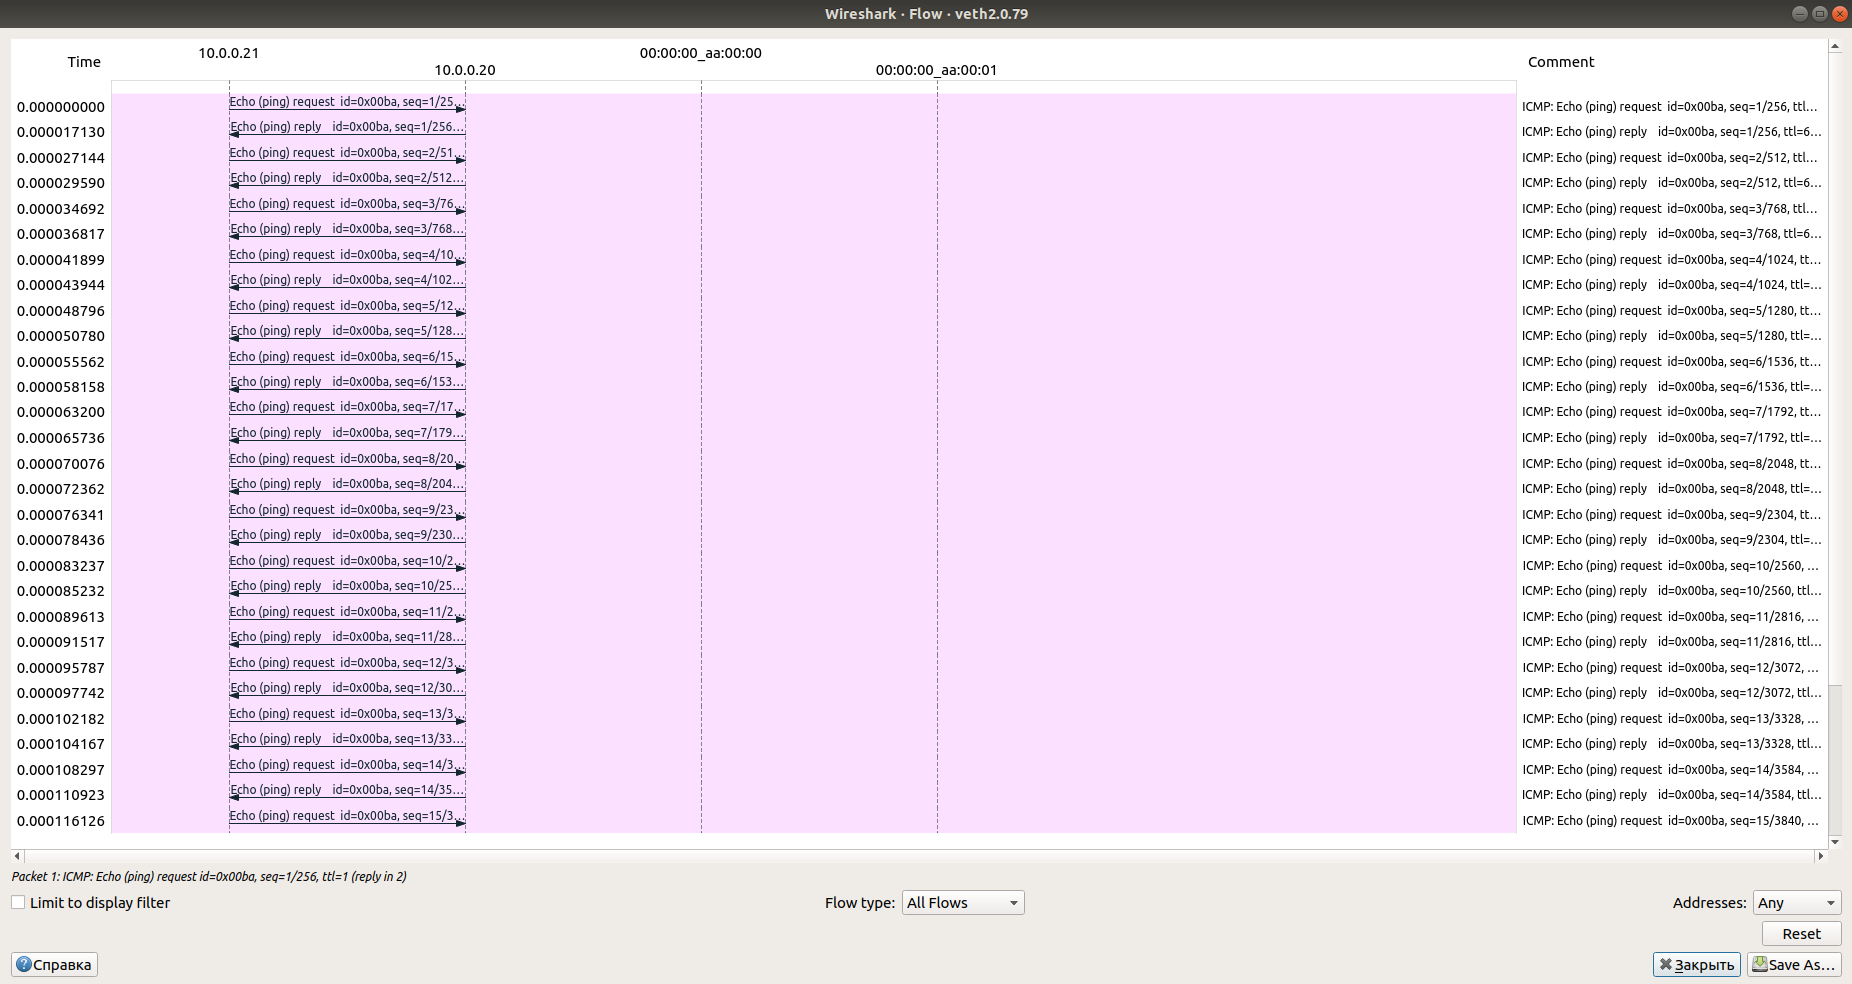 Wireshark · Flow · veth2.0.79
Time 10.0.0.21 10.0.0.20 00:00:00_aa:00:00 00:00:00_aa:00:01 Comment
0.000000000 Echo (ping) request id=0x00ba, seq=1/25... ICMP: Echo (ping) request id=0x00ba, seq=1/256, ttl...
0.000017130 Echo (ping) reply id=0x00ba, seq=1/256... ICMP: Echo (ping) reply id=0x00ba, seq=1/256, ttl=6...
0.000027144 Echo (ping) request id=0x00ba, seq=2/51... ICMP: Echo (ping) request id=0x00ba, seq=2/512, ttl...
0.000029590 Echo (ping) reply id=0x00ba, seq=2/512... ICMP: Echo (ping) reply id=0x00ba, seq=2/512, ttl=6...
0.000034692 Echo (ping) request id=0x00ba, seq=3/76... ICMP: Echo (ping) request id=0x00ba, seq=3/768, ttl...
0.000036817 Echo (ping) reply id=0x00ba, seq=3/768... ICMP: Echo (ping) reply id=0x00ba, seq=3/768, ttl=6...
0.000041899 Echo (ping) request id=0x00ba, seq=4/10... ICMP: Echo (ping) request id=0x00ba, seq=4/1024, tt...
0.000043944 Echo (ping) reply id=0x00ba, seq=4/102... ICMP: Echo (ping) reply id=0x00ba, seq=4/1024, ttl=...
0.000048796 Echo (ping) request id=0x00ba, seq=5/12... ICMP: Echo (ping) request id=0x00ba, seq=5/1280, tt...
0.000050780 Echo (ping) reply id=0x00ba, seq=5/128... ICMP: Echo (ping) reply id=0x00ba, seq=5/1280, ttl=...
0.000055562 Echo (ping) request id=0x00ba, seq=6/15... ICMP: Echo (ping) request id=0x00ba, seq=6/1536, tt...
0.000058158 Echo (ping) reply id=0x00ba, seq=6/153... ICMP: Echo (ping) reply id=0x00ba, seq=6/1536, ttl=...
0.000063200 Echo (ping) request id=0x00ba, seq=7/17... ICMP: Echo (ping) request id=0x00ba, seq=7/1792, tt...
0.000065736 Echo (ping) reply id=0x00ba, seq=7/179... ICMP: Echo (ping) reply id=0x00ba, seq=7/1792, ttl=...
0.000070076 Echo (ping) request id=0x00ba, seq=8/20... ICMP: Echo (ping) request id=0x00ba, seq=8/2048, tt...
0.000072362 Echo (ping) reply id=0x00ba, seq=8/204... ICMP: Echo (ping) reply id=0x00ba, seq=8/2048, ttl=...
0.000076341 Echo (ping) request id=0x00ba, seq=9/23... ICMP: Echo (ping) request id=0x00ba, seq=9/2304, tt...
0.000078436 Echo (ping) reply id=0x00ba, seq=9/230... ICMP: Echo (ping) reply id=0x00ba, seq=9/2304, ttl=...
0.000083237 Echo (ping) request id=0x00ba, seq=10/2... ICMP: Echo (ping) request id=0x00ba, seq=10/2560, ...
0.000085232 Echo (ping) reply id=0x00ba, seq=10/25... ICMP: Echo (ping) reply id=0x00ba, seq=10/2560, ttl...
0.000089613 Echo (ping) request id=0x00ba, seq=11/2... ICMP: Echo (ping) request id=0x00ba, seq=11/2816, ...
0.000091517 Echo (ping) reply id=0x00ba, seq=11/28... ICMP: Echo (ping) reply id=0x00ba, seq=11/2816, ttl...
0.000095787 Echo (ping) request id=0x00ba, seq=12/3... ICMP: Echo (ping) request id=0x00ba, seq=12/3072, ...
0.000097742 Echo (ping) reply id=0x00ba, seq=12/30... ICMP: Echo (ping) reply id=0x00ba, seq=12/3072, ttl...
0.000102182 Echo (ping) request id=0x00ba, seq=13/3... ICMP: Echo (ping) request id=0x00ba, seq=13/3328, ...
0.000104167 Echo (ping) reply id=0x00ba, seq=13/33... ICMP: Echo (ping) reply id=0x00ba, seq=13/3328, ttl...
0.000108297 Echo (ping) request id=0x00ba, seq=14/3... ICMP: Echo (ping) request id=0x00ba, seq=14/3584, ...
0.000110923 Echo (ping) reply id=0x00ba, seq=14/35... ICMP: Echo (ping) reply id=0x00ba, seq=14/3584, ttl...
0.000116126 Echo (ping) request id=0x00ba, seq=15/3... ICMP: Echo (ping) request id=0x00ba, seq=15/3840, ...
Packet 1: ICMP: Echo (ping) request id=0x00ba, seq=1/256, ttl=1 (reply in 2)
Limit to display filter Flow type: All Flows Addresses: Any
Reset
Справка Закрыть Save As...